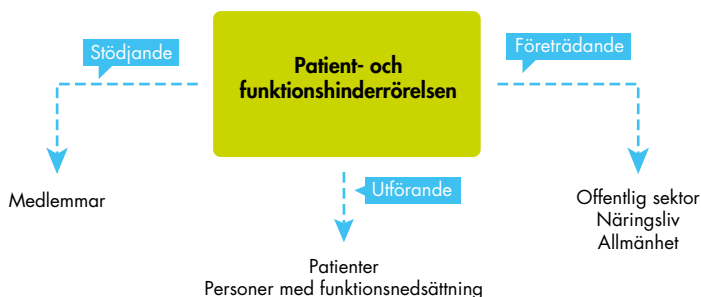 Stödjande
Företrädande
Patient- och
funktionshinderrörelsen
Utförande
Medlemmar
Offentlig sektor
Näringsliv
Allmänhet
Patienter
Personer med funktionsnedsättning